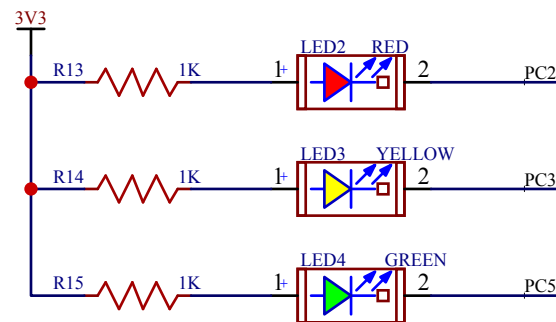 3V3
LED2 RED
R13 1K 1+ 2 PC2
LED3 YELLOW
R14 1K 1+ 2 PC3
LED4 GREEN
R15 1K 1+ 2 PC5